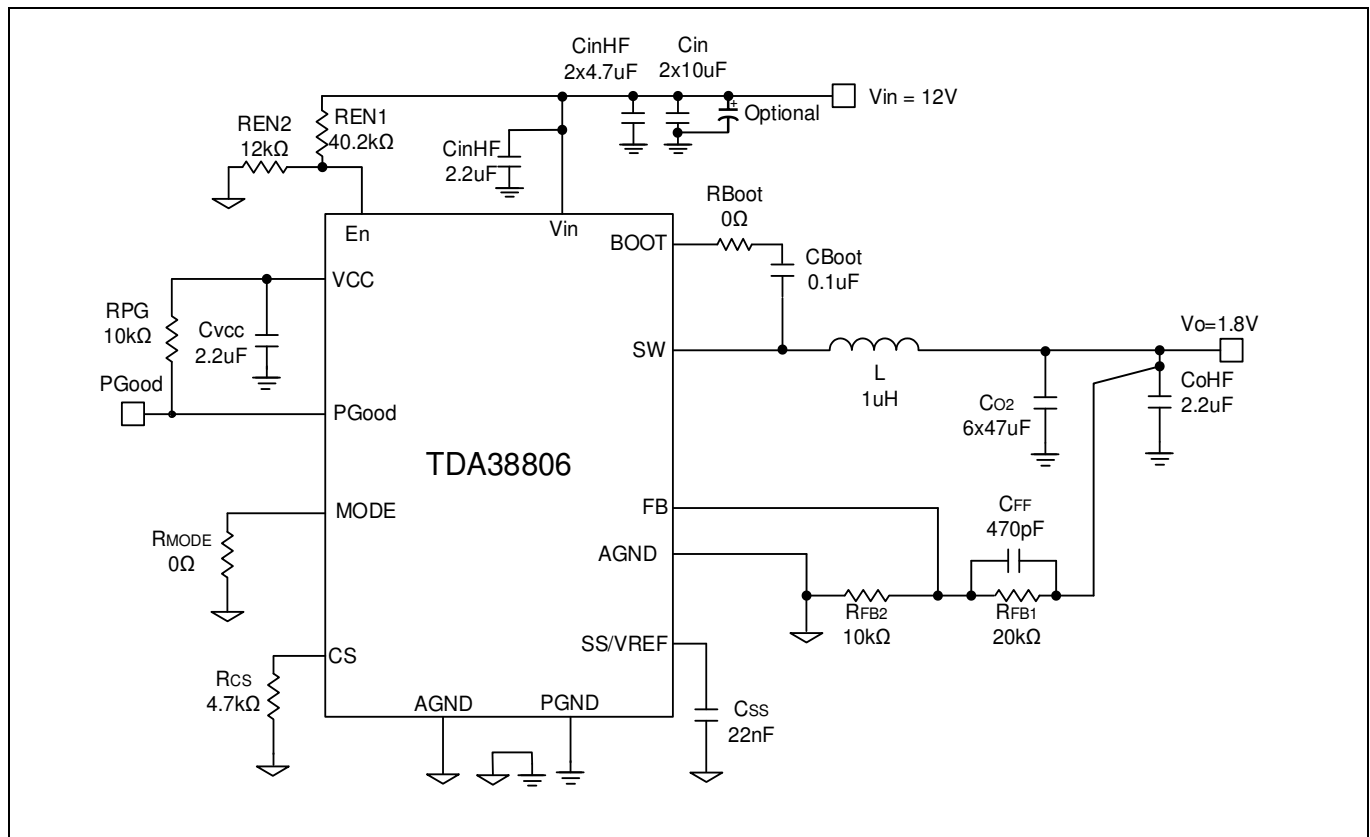 CinHF
2x4.7uF
Cin
2x10uF
+
Optional
Vin = 12V
REN2
12kΩ
REN1
40.2kΩ
CinHF
2.2uF
RBoot
0Ω
CBoot
0.1uF
En
Vin
BOOT
VCC
RPG
10kΩ
Cvcc
2.2uF
PGood
PGood
SW
L
1uH
Vo=1.8V
CO2
6x47uF
CoHF
2.2uF
TDA38806
MODE
RMODE
0Ω
FB
AGND
CFF
470pF
RFB2
10kΩ
RFB1
20kΩ
SS/VREF
CS
RCS
4.7kΩ
AGND
PGND
CSS
22nF